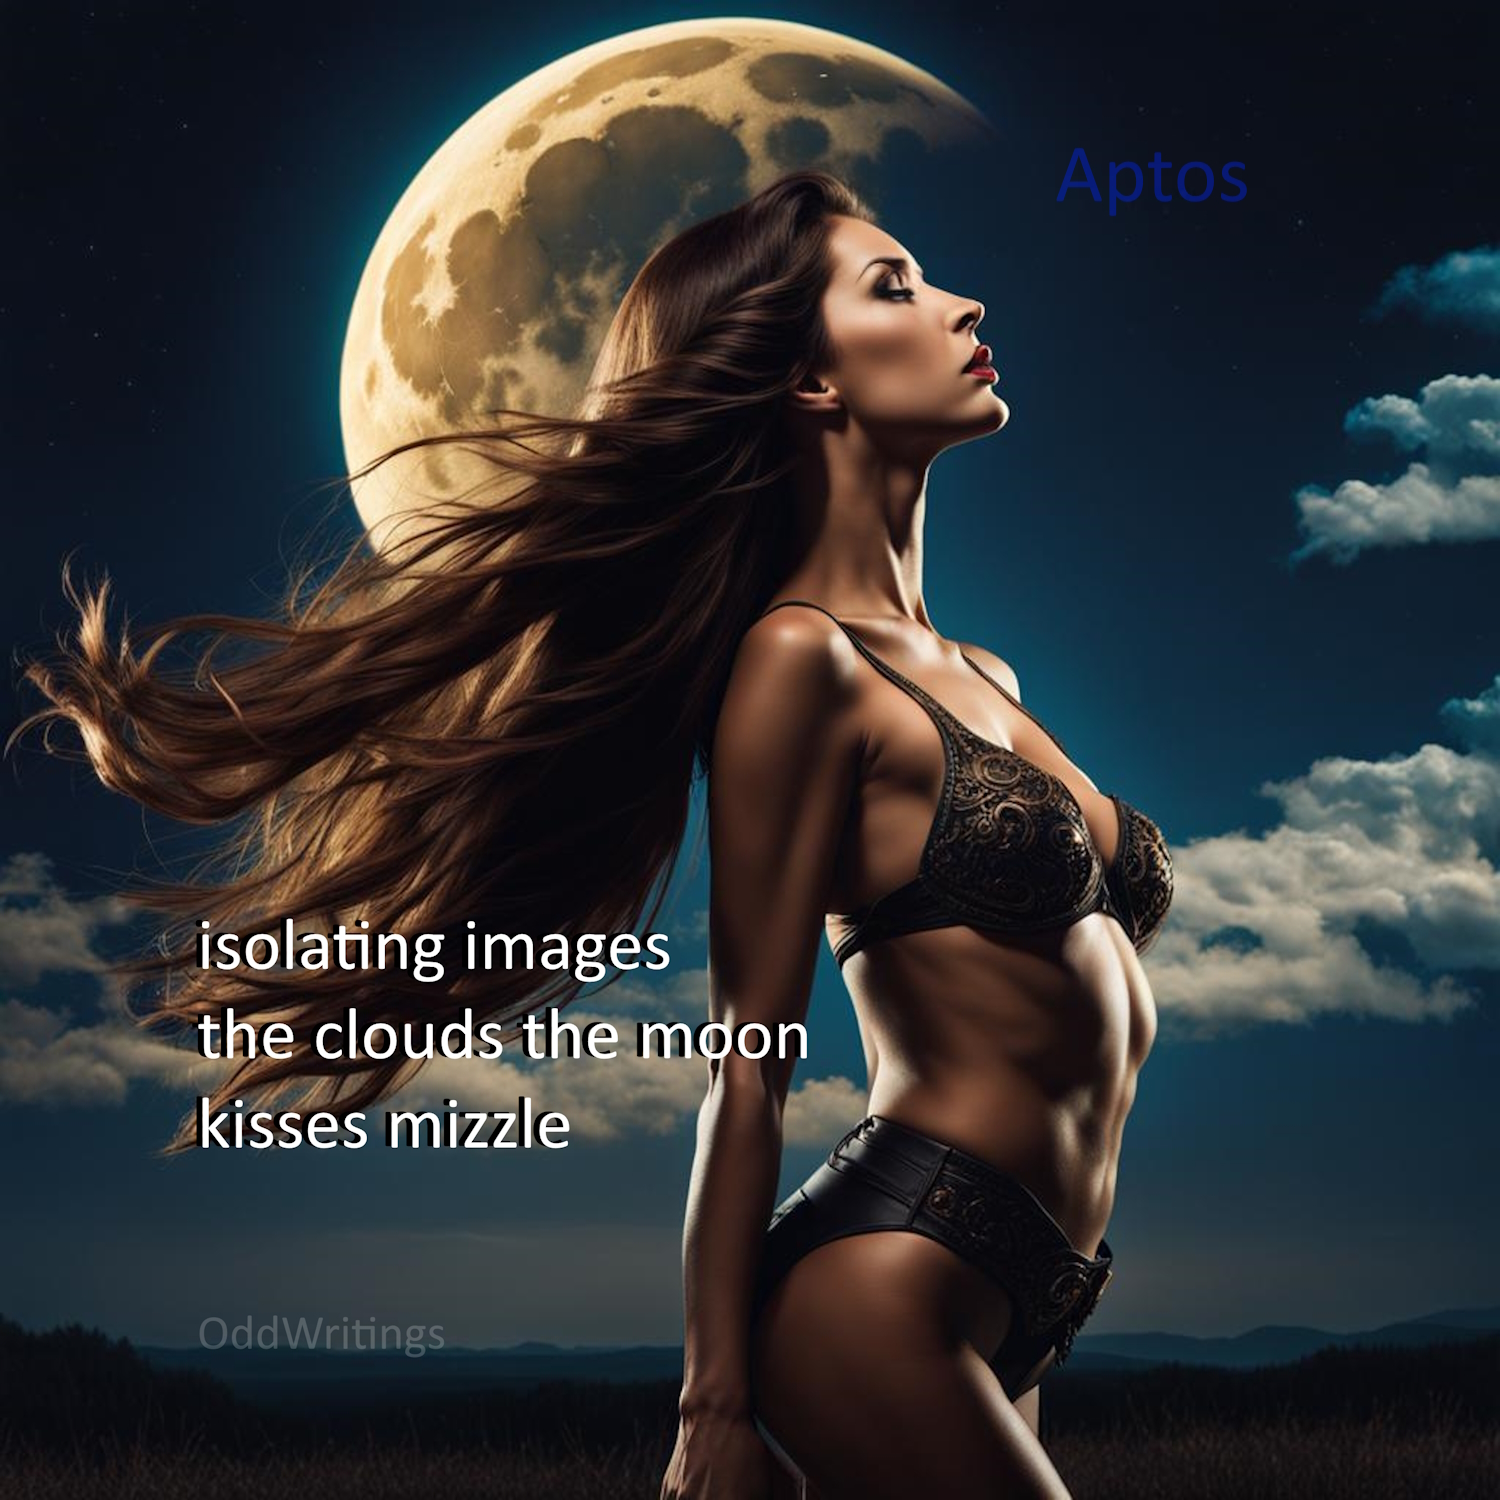 Aptos
isolating images
the clouds the moon
kisses mizzle
OddWritings